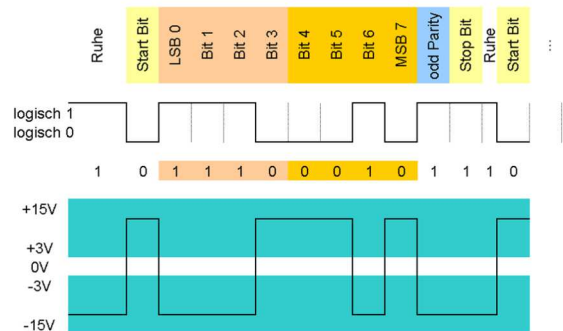 Ruhe Start Bit LSB 0 Bit 1 Bit 2 Bit 3 Bit 4 Bit 5 Bit 6 MSB 7 odd Parity Stop Bit Ruhe Start Bit ...
logisch 1
logisch 0
1 0 1 1 1 0 0 0 1 0 1 1 1 0
+15V
+3V
0V
-3V
-15V